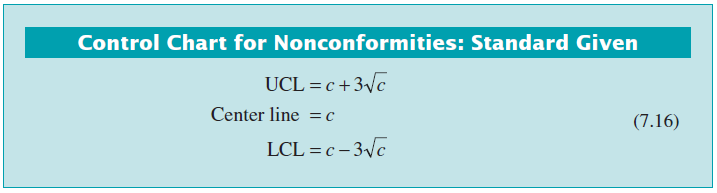 Control Chart for Nonconformities: Standard Given
UCL = c + 3√c
Center line = c
(7.16)
LCL = c – 3√c